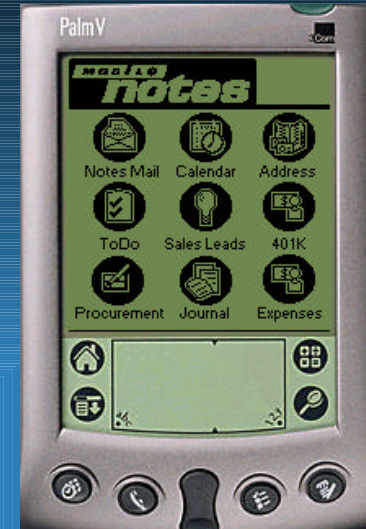 PalmV
3Com
MOBILE
notes
Notes Mail Calendar Address
ToDo Sales Leads 401K
Procurement Journal Expenses